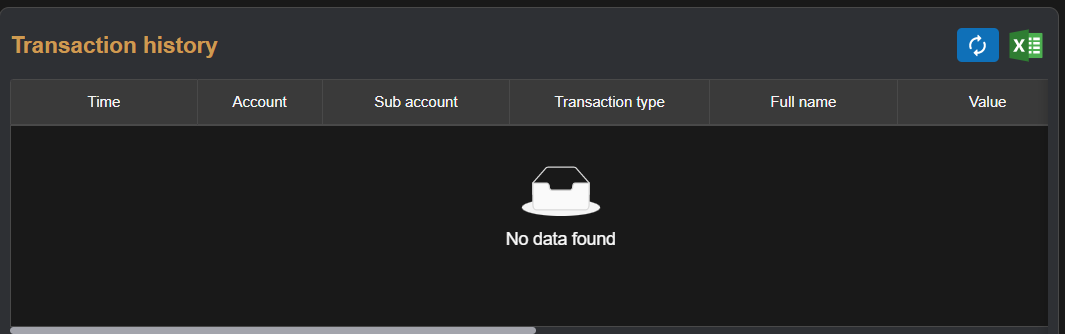 Transaction history
X
Time Account Sub account Transaction type Full name Value
No data found